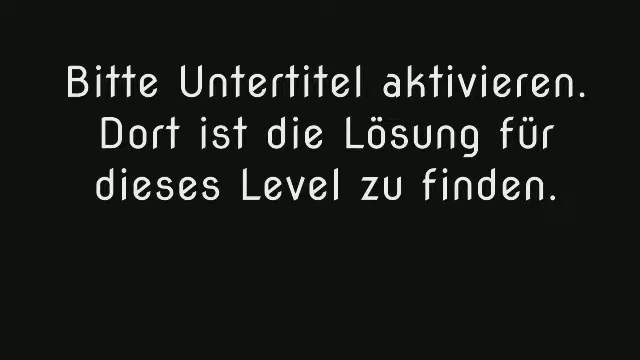 Bitte Untertitel aktivieren.
Dort ist die Lösung für
dieses Level zu finden.